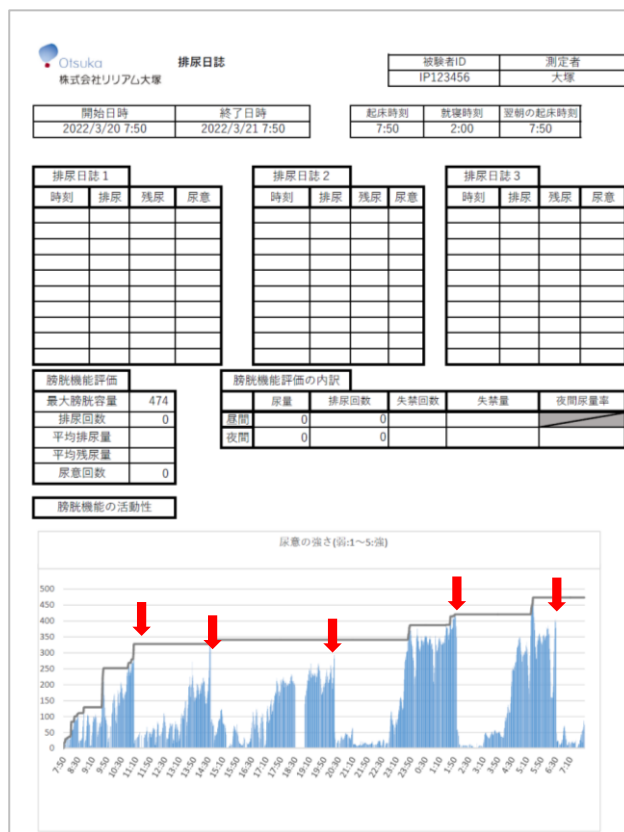 Otsuka
株式会社リリアム大塚
排尿日誌
被験者ID 測定者
IP123456 大塚
開始日時 終了日時
2022/3/20 7:50 2022/3/21 7:50
起床時刻 就寝時刻 翌朝の起床時刻
7:50 2:00 7:50
排尿日誌1 排尿日誌2 排尿日誌3
時刻 排尿 残尿 尿意 時刻 排尿 残尿 尿意 時刻 排尿 残尿 尿意
膀胱機能評価
最大膀胱容量 474
排尿回数 0
平均排尿量
平均残尿量
尿意回数 0
膀胱機能評価の内訳
尿量 排尿回数 失禁回数 失禁量 夜間尿量率
昼間 0 0
夜間 0 0
膀胱機能の活動性
尿意の強さ(弱:1～5:強)
500
450
400
350
300
250
200
150
100
50
0
7:50 8:30 9:10 9:50 10:30 11:10 11:50 12:30 13:10 13:50 14:30 15:10 15:50 16:30 17:10 17:50 18:30 19:10 19:50 20:30 21:10 21:50 22:30 23:10 23:50 0:30 1:10 1:50 2:30 3:10 3:50 4:30 5:10 5:50 6:30 7:10